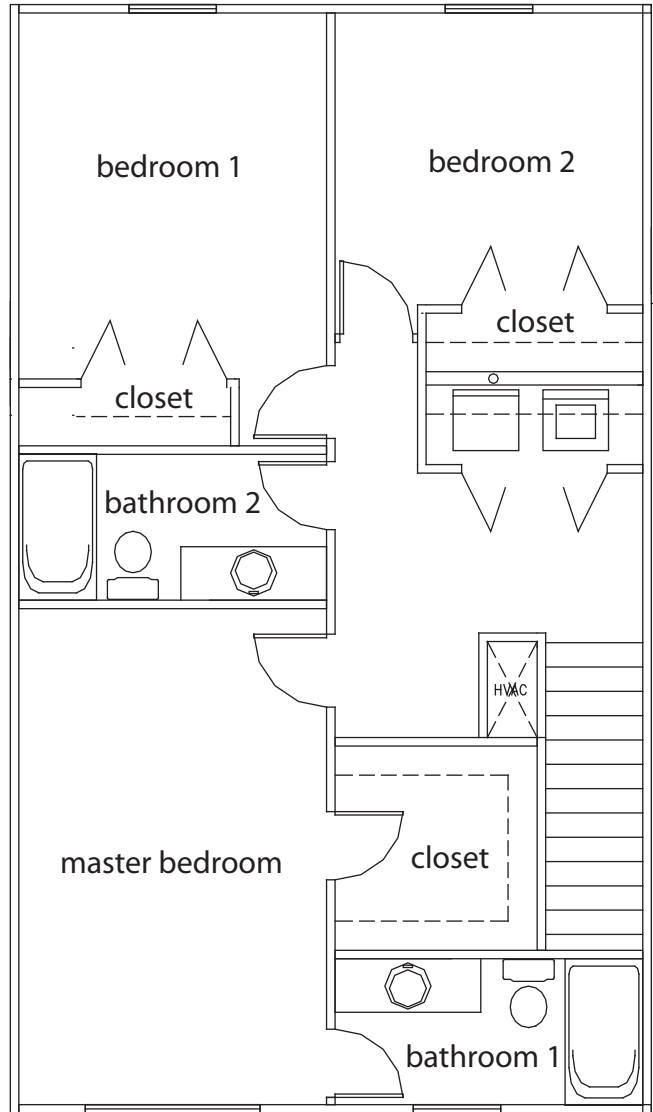 bedroom 1
bedroom 2
closet
closet
bathroom 2
HVAC
master bedroom
closet
bathroom 1